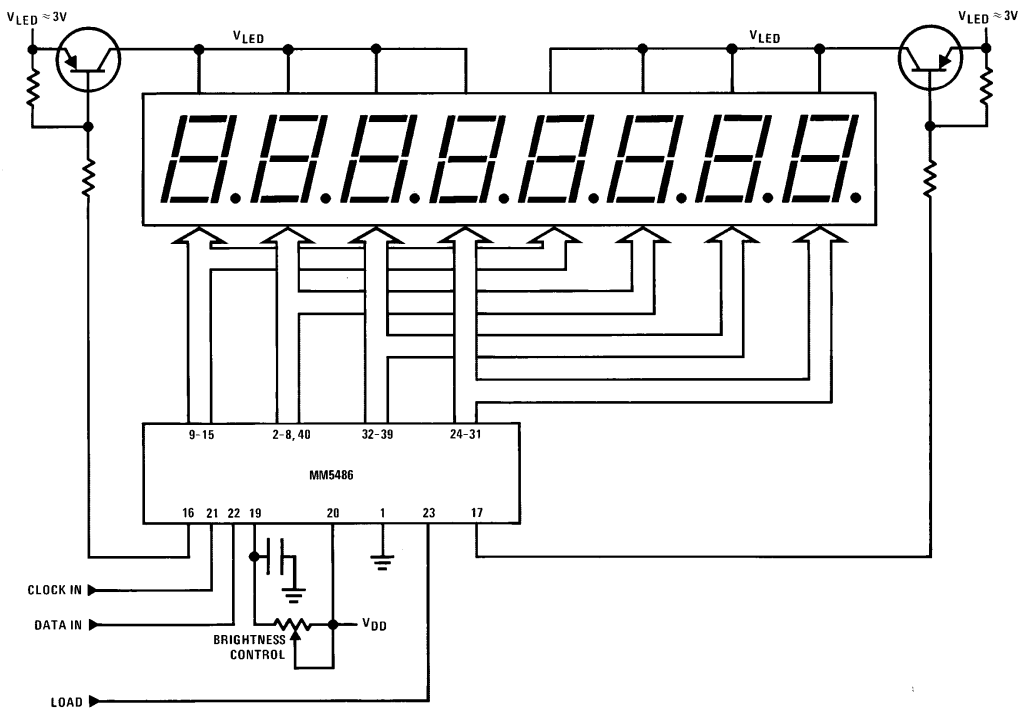 VLED ≈ 3V
VLED
VLED
VLED ≈ 3V
9-15
2-8, 40
32-39
24-31
MM5486
16
21
22
19
20
1
23
17
CLOCK IN
DATA IN
BRIGHTNESS
CONTROL
VDD
LOAD